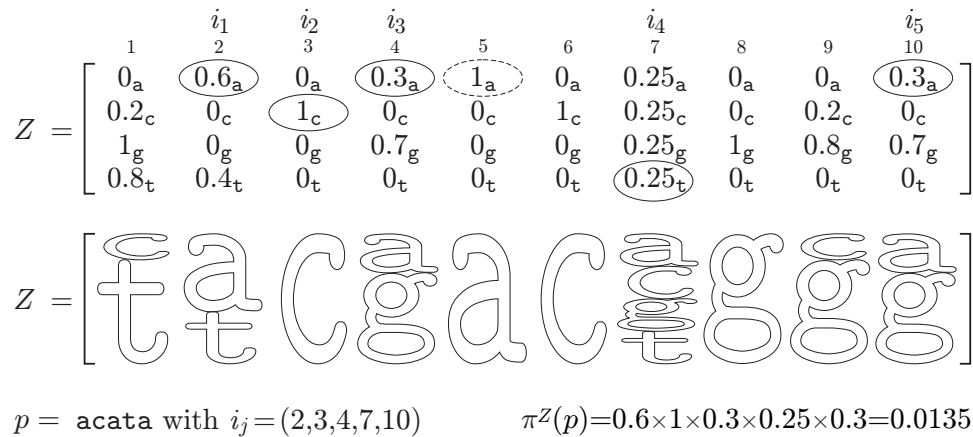 i₁ i₂ i₃ i₄ i₅
1 2 3 4 5 6 7 8 9 10
0ₐ 0.6ₐ 0ₐ 0.3ₐ 1ₐ 0ₐ 0.25ₐ 0ₐ 0ₐ 0.3ₐ
Z = 0.2c 0c 1c 0c 0c 1c 0.25c 0c 0.2c 0c
1g 0g 0g 0.7g 0g 0g 0.25g 1g 0.8g 0.7g
0.8t 0.4t 0t 0t 0t 0t 0.25t 0t 0t 0t
c a a a c a
Z = t t c g a c c g t g g g
p = acata with iⱼ=(2,3,4,7,10) πᶻ(p)=0.6×1×0.3×0.25×0.3=0.0135